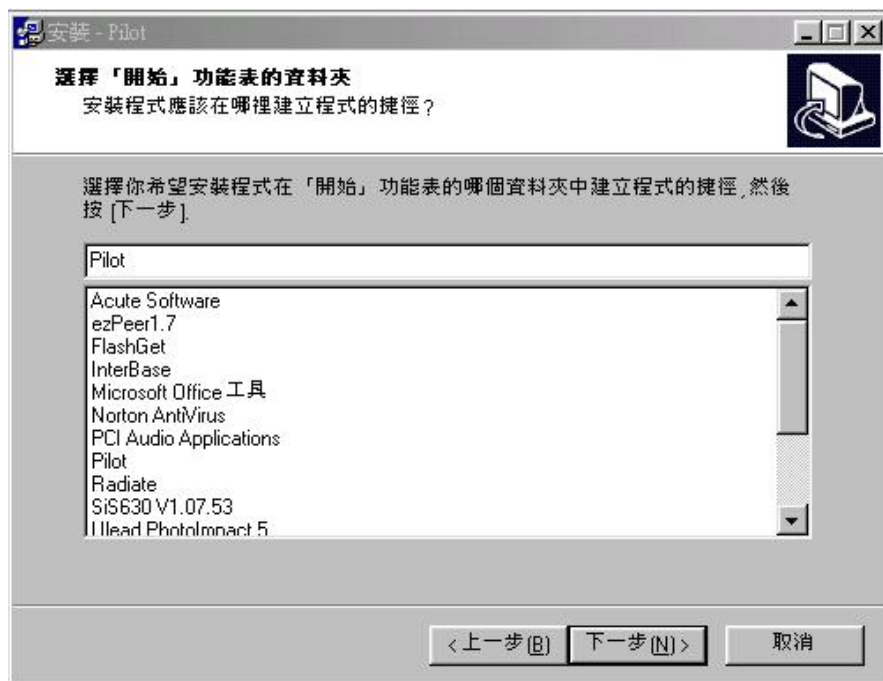 安裝 - Pilot
選擇「開始」功能表的資料夾
安裝程式應該在哪裡建立程式的捷徑?
選擇你希望安裝程式在「開始」功能表的哪個資料夾中建立程式的捷徑,然後
按 [下一步].
Pilot
Acute Software
ezPeer1.7
FlashGet
InterBase
Microsoft Office 工具
Norton AntiVirus
PCI Audio Applications
Pilot
Radiate
SiS630 V1.07.53
Ulead PhotoImpact 5
<上一步(B) 下一步(N)> 取消